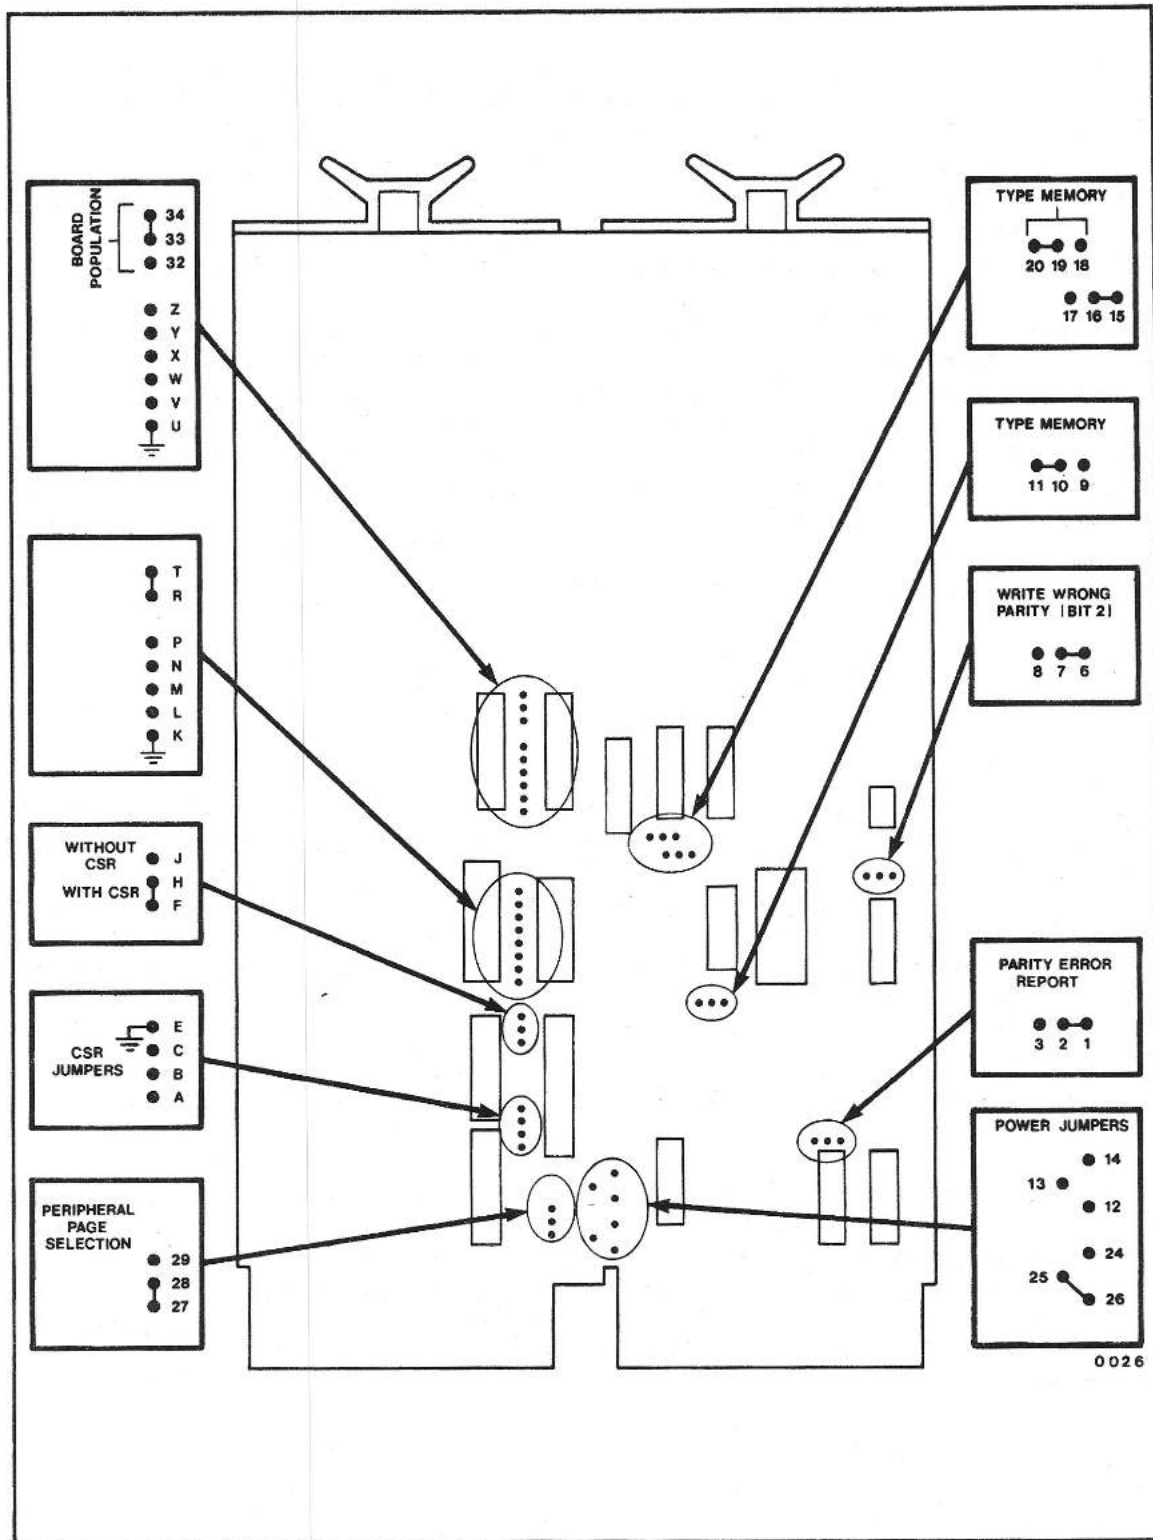 BOARD
POPULATION
34
33
32
Z
Y
X
W
V
U
T
R
P
N
M
L
K
WITHOUT
CSR
J
WITH CSR
H
F
CSR
JUMPERS
E
C
B
A
PERIPHERAL
PAGE
SELECTION
29
28
27
TYPE MEMORY
20 19 18
17 16 15
TYPE MEMORY
11 10 9
WRITE WRONG
PARITY (BIT 2)
8 7 6
PARITY ERROR
REPORT
3 2 1
POWER JUMPERS
14
13
12
24
25
26
0026